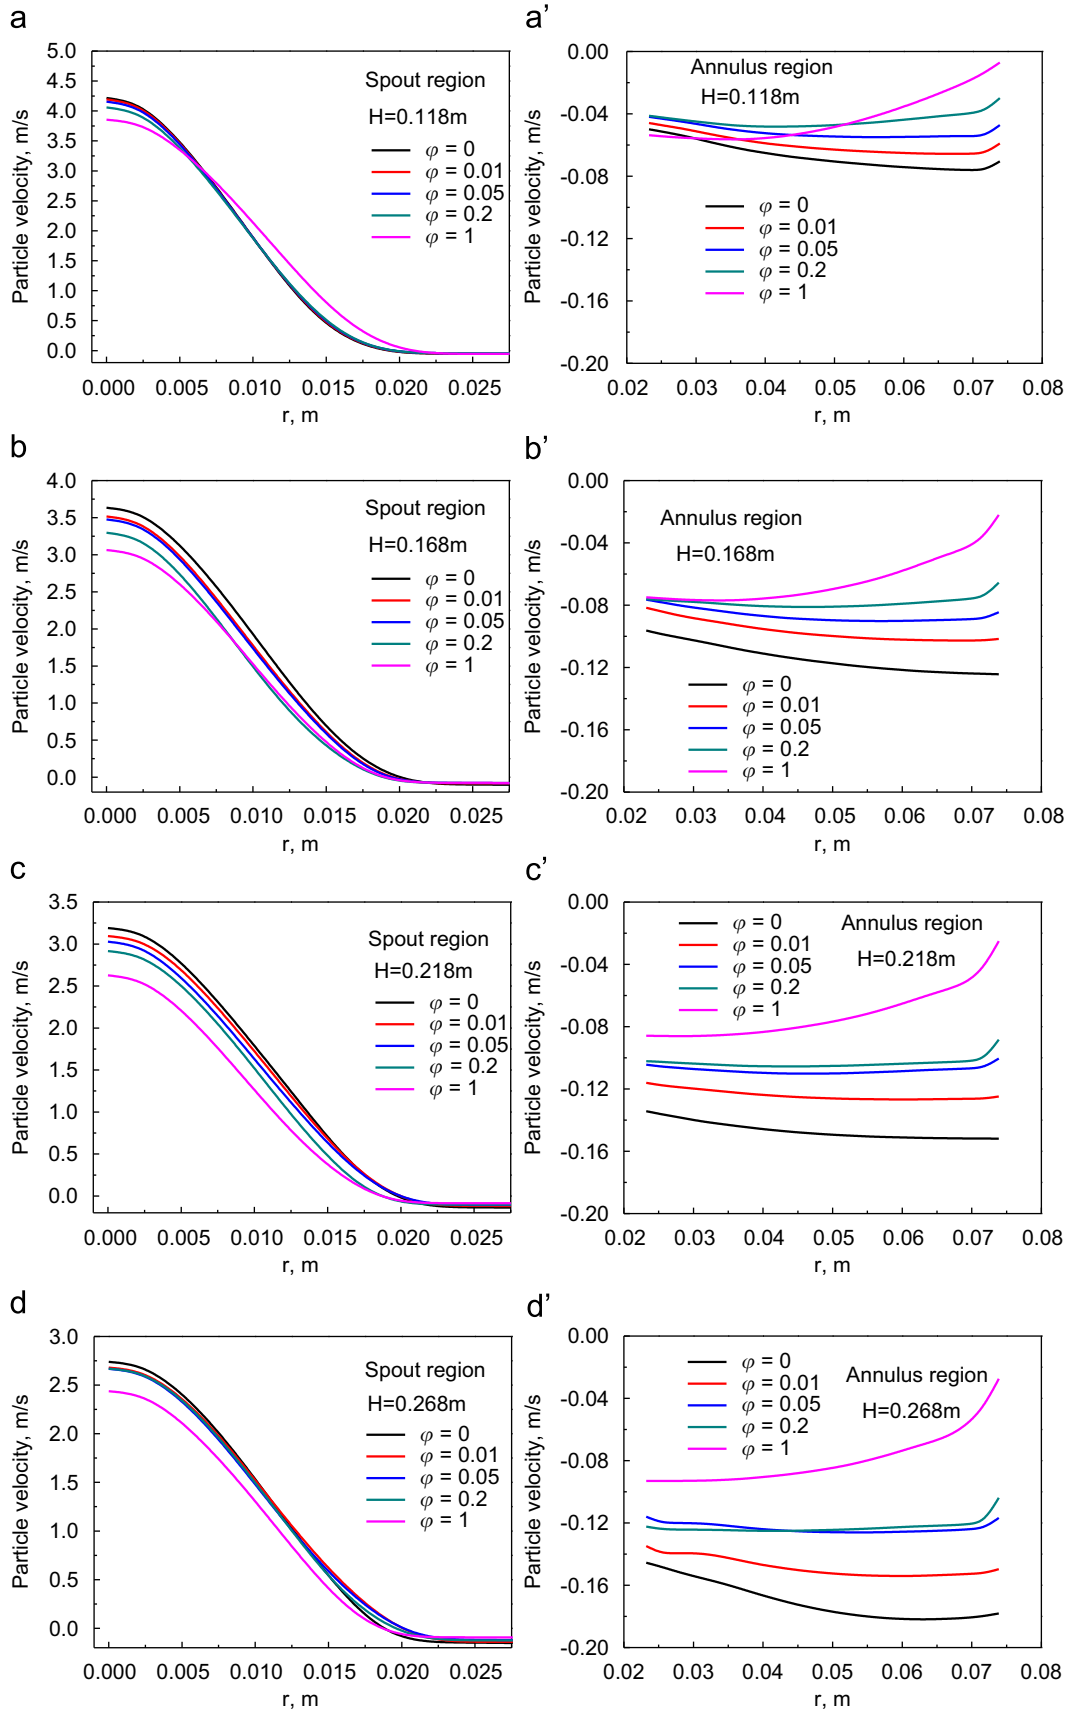 a
5.0
4.5
4.0
3.5
3.0
2.5
2.0
1.5
1.0
0.5
0.0
Particle velocity, m/s
Spout region
H=0.118m
φ = 0
φ = 0.01
φ = 0.05
φ = 0.2
φ = 1
0.000 0.005 0.010 0.015 0.020 0.025
r, m
a’
0.00
-0.04
-0.08
-0.12
-0.16
-0.20
Particle velocity, m/s
Annulus region
H=0.118m
φ = 0
φ = 0.01
φ = 0.05
φ = 0.2
φ = 1
0.02 0.03 0.04 0.05 0.06 0.07 0.08
r, m
b
4.0
3.5
3.0
2.5
2.0
1.5
1.0
0.5
0.0
Particle velocity, m/s
Spout region
H=0.168m
φ = 0
φ = 0.01
φ = 0.05
φ = 0.2
φ = 1
0.000 0.005 0.010 0.015 0.020 0.025
r, m
b’
0.00
-0.04
-0.08
-0.12
-0.16
-0.20
Particle velocity, m/s
Annulus region
H=0.168m
φ = 0
φ = 0.01
φ = 0.05
φ = 0.2
φ = 1
0.02 0.03 0.04 0.05 0.06 0.07 0.08
r, m
c
3.5
3.0
2.5
2.0
1.5
1.0
0.5
0.0
Particle velocity, m/s
Spout region
H=0.218m
φ = 0
φ = 0.01
φ = 0.05
φ = 0.2
φ = 1
0.000 0.005 0.010 0.015 0.020 0.025
r, m
c’
0.00
-0.04
-0.08
-0.12
-0.16
-0.20
Particle velocity, m/s
φ = 0
φ = 0.01
φ = 0.05
φ = 0.2
φ = 1
Annulus region
H=0.218m
0.02 0.03 0.04 0.05 0.06 0.07 0.08
r, m
d
3.0
2.5
2.0
1.5
1.0
0.5
0.0
Particle velocity, m/s
Spout region
H=0.268m
φ = 0
φ = 0.01
φ = 0.05
φ = 0.2
φ = 1
0.000 0.005 0.010 0.015 0.020 0.025
r, m
d’
0.00
-0.04
-0.08
-0.12
-0.16
-0.20
Particle velocity, m/s
φ = 0
φ = 0.01
φ = 0.05
φ = 0.2
φ = 1
Annulus region
H=0.268m
0.02 0.03 0.04 0.05 0.06 0.07 0.08
r, m